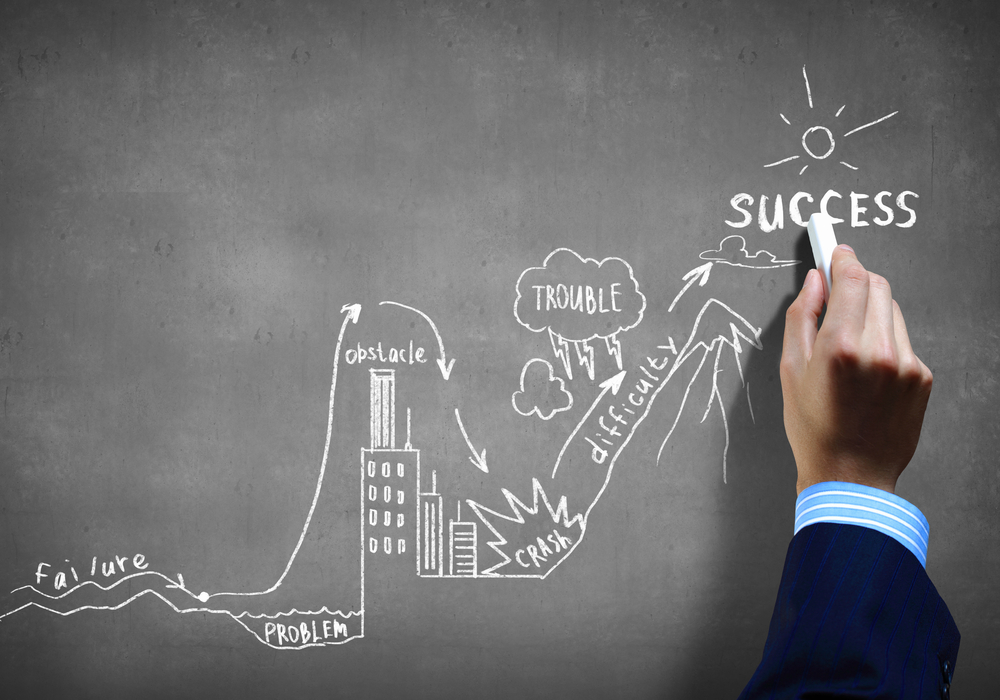 Failure
PROBLEM
obstacle
CRASH
TROUBLE
difficulty
SUCCESS